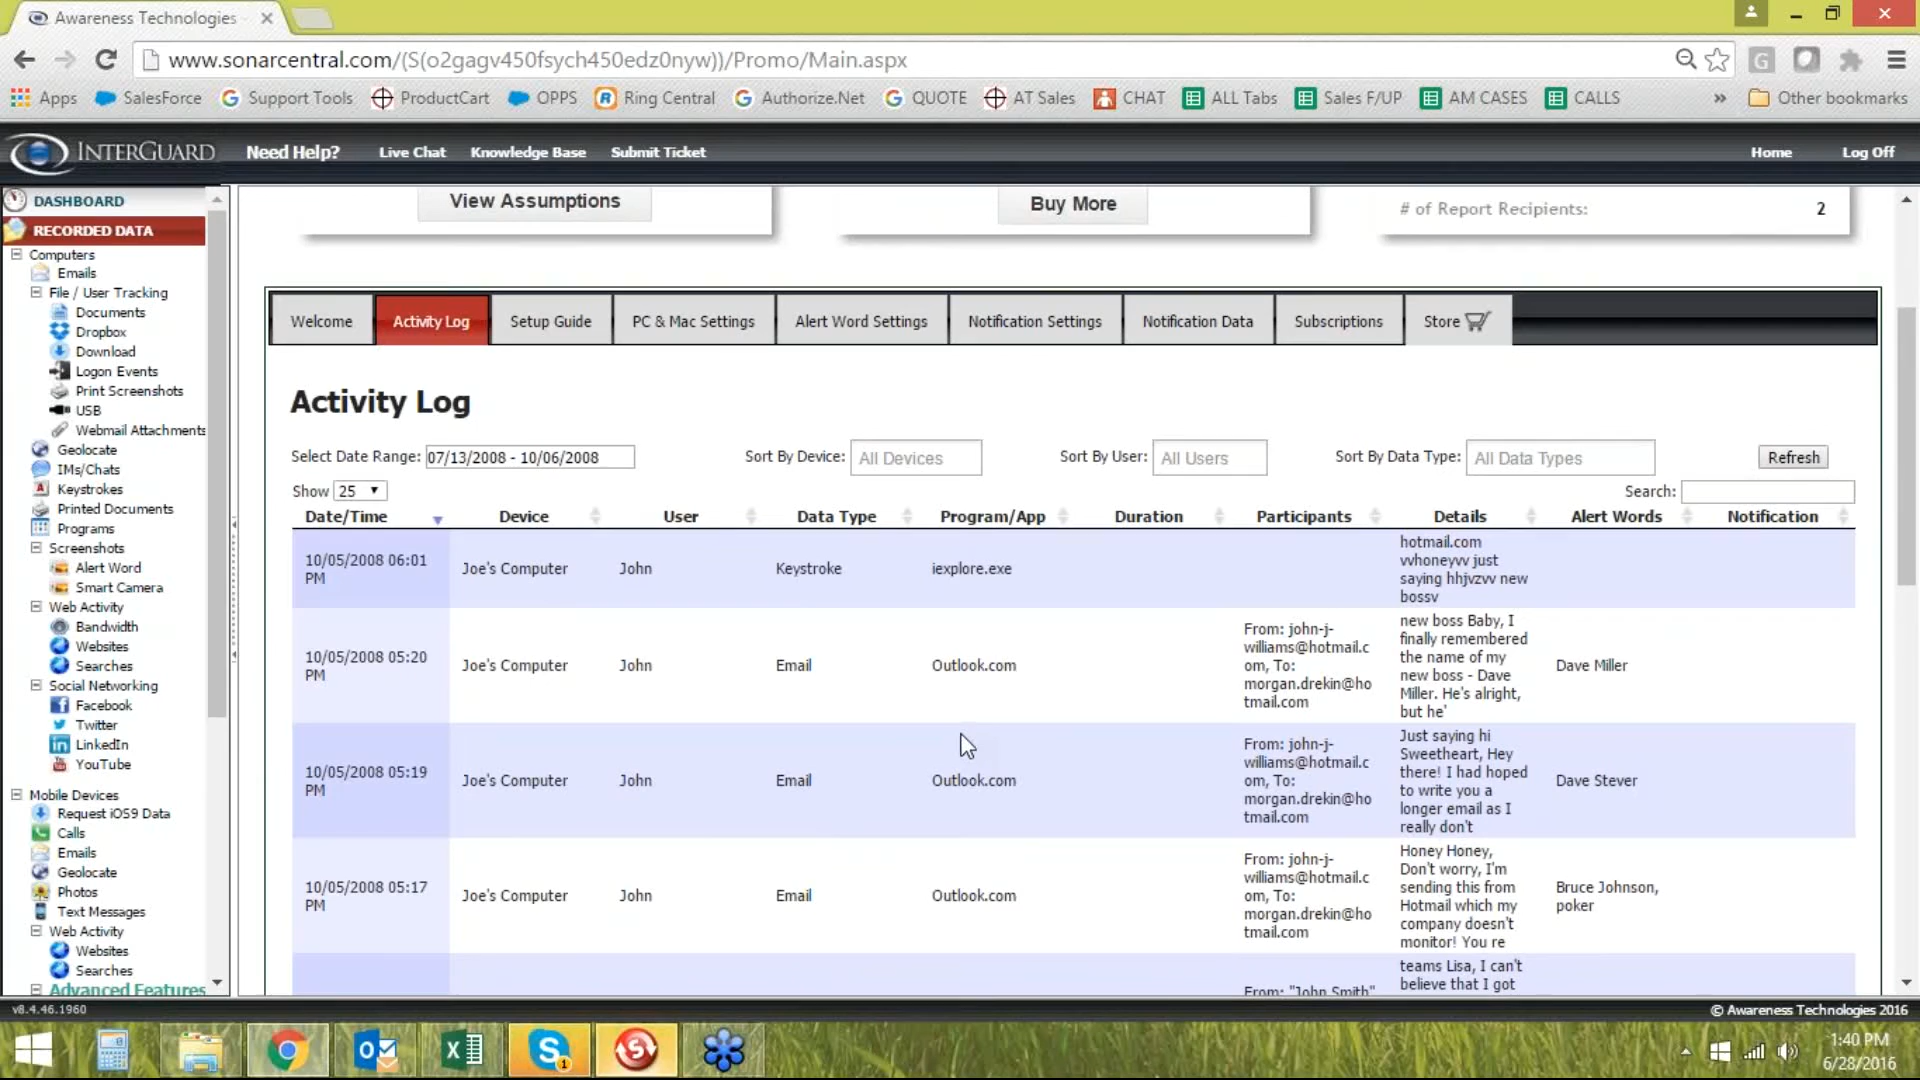 Awareness Technologies
www.sonarcentral.com/(S(o2gagv450fsych450edz0nyw))/Promo/Main.aspx
Apps SalesForce Support Tools ProductCart OPPS Ring Central Authorize.Net QUOTE AT Sales CHAT ALL Tabs Sales F/UP AM CASES CALLS » Other bookmarks
INTERGUARD Need Help? Live Chat Knowledge Base Submit Ticket Home Log Off
DASHBOARD
RECORDED DATA
Computers
Emails
File / User Tracking
Documents
Dropbox
Download
Logon Events
Print Screenshots
USB
Webmail Attachments
Geolocate
IMs/Chats
Keystrokes
Printed Documents
Programs
Screenshots
Alert Word
Smart Camera
Web Activity
Bandwidth
Websites
Searches
Social Networking
Facebook
Twitter
LinkedIn
YouTube
Mobile Devices
Request iOS9 Data
Calls
Emails
Geolocate
Photos
Text Messages
Web Activity
Websites
Searches
Advanced Features
View Assumptions
Buy More
# of Report Recipients: 2
Welcome Activity Log Setup Guide PC & Mac Settings Alert Word Settings Notification Settings Notification Data Subscriptions Store
Activity Log
Select Date Range: 07/13/2008 - 10/06/2008 Sort By Device: All Devices Sort By User: All Users Sort By Data Type: All Data Types Refresh
Show 25 Search:
Date/Time Device User Data Type Program/App Duration Participants Details Alert Words Notification
10/05/2008 06:01
PM
Joe's Computer John Keystroke iexplore.exe
hotmail.com
vvhoneyvv just
saying hhjvzvv new
bossv
10/05/2008 05:20
PM
Joe's Computer John Email Outlook.com
From: john-j-
williams@hotmail.c
om, To:
morgan.drekin@ho
tmail.com
new boss Baby, I
finally remembered
the name of my
new boss - Dave
Miller. He's alright,
but he'
Dave Miller
10/05/2008 05:19
PM
Joe's Computer John Email Outlook.com
From: john-j-
williams@hotmail.c
om, To:
morgan.drekin@ho
tmail.com
Just saying hi
Sweetheart, Hey
there! I had hoped
to write you a
longer email as I
really don't
Dave Stever
10/05/2008 05:17
PM
Joe's Computer John Email Outlook.com
From: john-j-
williams@hotmail.c
om, To:
morgan.drekin@ho
tmail.com
Honey Honey,
Don't worry, I'm
sending this from
Hotmail which my
company doesn't
monitor! You re
Bruce Johnson,
poker
From: "John Smith"
teams Lisa, I can't
believe that I got
v8.4.46.1960
© Awareness Technologies 2016
1:40 PM
6/28/2016